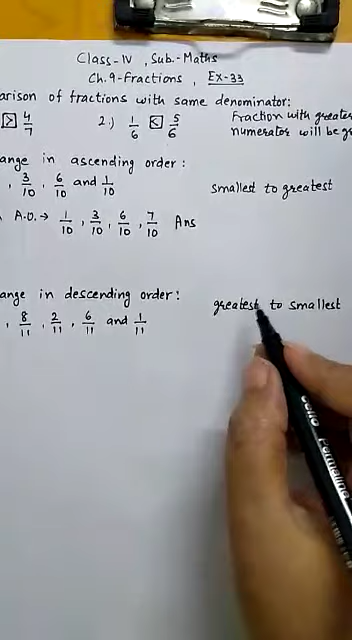 Class-IV, Sub.-Maths
Ch.9-Fractions, Ex-33
arison of fractions with same denominator:
> 4/7 2.) 1/6 < 5/6 Fraction with greate
numerator will be gr
ange in ascending order:
, 3/10, 6/10 and 1/10 smallest to greatest
A.O.→ 1/10, 3/10, 6/10, 7/10 Ans
ange in descending order: greatest to smallest
, 8/11, 2/11, 6/11 and 1/11
cello Permaline